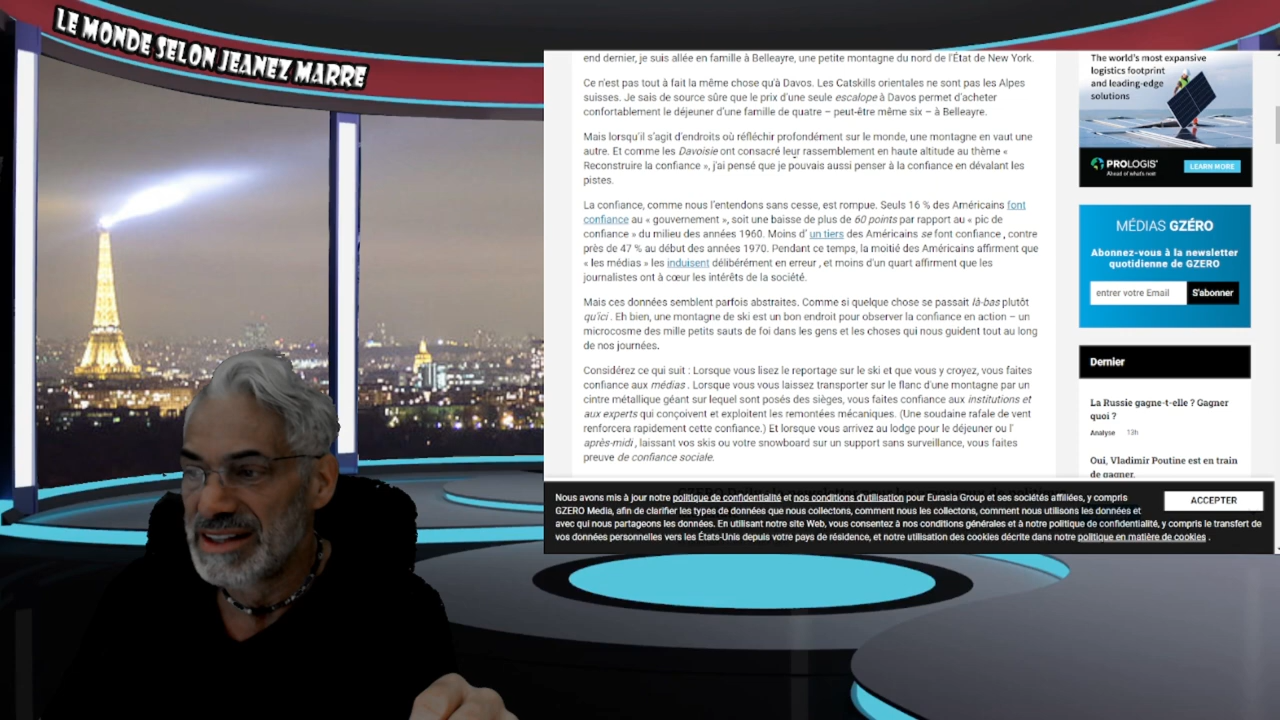 LE MONDE SELON JEANEZ MARRE
end dernier, je suis allée en famille à Belleayre, une petite montagne du nord de l'État de New York.
Ce n'est pas tout à fait la même chose qu'à Davos. Les Catskills orientales ne sont pas les Alpes
suisses. Je sais de source sûre que le prix d'une seule escalope à Davos permet d'acheter
confortablement le déjeuner d'une famille de quatre – peut-être même six – à Belleayre.
Mais lorsqu'il s'agit d'endroits où réfléchir profondément sur le monde, une montagne en vaut une
autre. Et comme les Davoisie ont consacré leur rassemblement en haute altitude au thème «
Reconstruire la confiance », j'ai pensé que je pouvais aussi penser à la confiance en dévalant les
pistes.
La confiance, comme nous l'entendons sans cesse, est rompue. Seuls 16 % des Américains font
confiance au « gouvernement », soit une baisse de plus de 60 points par rapport au « pic de
confiance » du milieu des années 1960. Moins d' un tiers des Américains se font confiance , contre
près de 47 % au début des années 1970. Pendant ce temps, la moitié des Américains affirment que
« les médias » les induisent délibérément en erreur , et moins d'un quart affirment que les
journalistes ont à cœur les intérêts de la société.
Mais ces données semblent parfois abstraites. Comme si quelque chose se passait là-bas plutôt
qu'ici . Eh bien, une montagne de ski est un bon endroit pour observer la confiance en action – un
microcosme des mille petits sauts de foi dans les gens et les choses qui nous guident tout au long
de nos journées.
Considérez ce qui suit : Lorsque vous lisez le reportage sur le ski et que vous y croyez, vous faites
confiance aux médias . Lorsque vous vous laissez transporter sur le flanc d'une montagne par un
cintre métallique géant sur lequel sont posés des sièges, vous faites confiance aux institutions et
aux experts qui conçoivent et exploitent les remontées mécaniques. (Une soudaine rafale de vent
renforcera rapidement cette confiance.) Et lorsque vous arrivez au lodge pour le déjeuner ou l'
après-midi , laissant vos skis ou votre snowboard sur un support sans surveillance, vous faites
preuve de confiance sociale.
The world's most expansive
logistics footprint
and leading-edge
solutions
PROLOGIS
Ahead of what's next
LEARN MORE
MÉDIAS GZÉRO
Abonnez-vous à la newsletter
quotidienne de GZERO
entrer votre Email
S'abonner
Dernier
La Russie gagne-t-elle ? Gagner
quoi ?
Analyse 13h
Oui, Vladimir Poutine est en train
de gagner.
Nous avons mis à jour notre politique de confidentialité et nos conditions d'utilisation pour Eurasia Group et ses sociétés affiliées, y compris
GZERO Media, afin de clarifier les types de données que nous collectons, comment nous les collectons, comment nous utilisons les données et
avec qui nous partageons les données. En utilisant notre site Web, vous consentez à nos conditions générales et à notre politique de confidentialité, y compris le transfert de
vos données personnelles vers les États-Unis depuis votre pays de résidence, et notre utilisation des cookies décrite dans notre politique en matière de cookies .
ACCEPTER